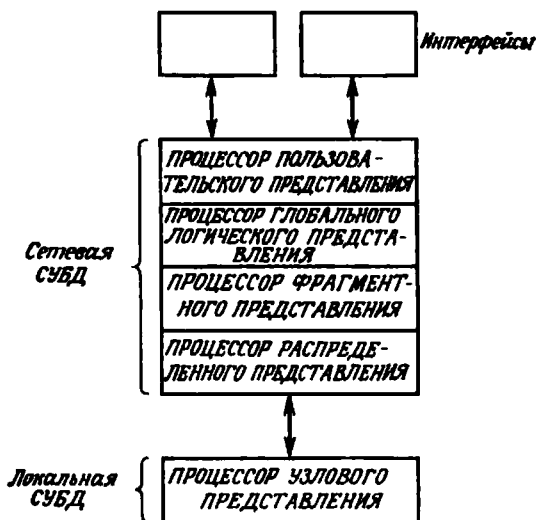 Интерфейсы
ПРОЦЕССОР ПОЛЬЗОВА-
ТЕЛЬСКОГО ПРЕДСТАВЛЕНИЯ
ПРОЦЕССОР ГЛОБАЛЬНОГО
ЛОГИЧЕСКОГО ПРЕДСТА-
ВЛЕНИЯ
Сетевая
СУБД
ПРОЦЕССОР ФРАГМЕНТ-
НОГО ПРЕДСТАВЛЕНИЯ
ПРОЦЕССОР РАСПРЕДЕ-
ЛЕННОГО ПРЕДСТАВЛЕНИЯ
Локальная
СУБД
ПРОЦЕССОР УЗЛОВОГО
ПРЕДСТАВЛЕНИЯ